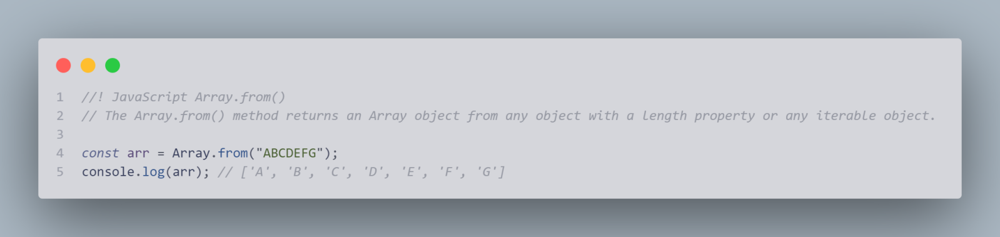 1 //! JavaScript Array.from()
2 // The Array.from() method returns an Array object from any object with a length property or any iterable object.
3
4 const arr = Array.from("ABCDEFG");
5 console.log(arr); // ['A', 'B', 'C', 'D', 'E', 'F', 'G']